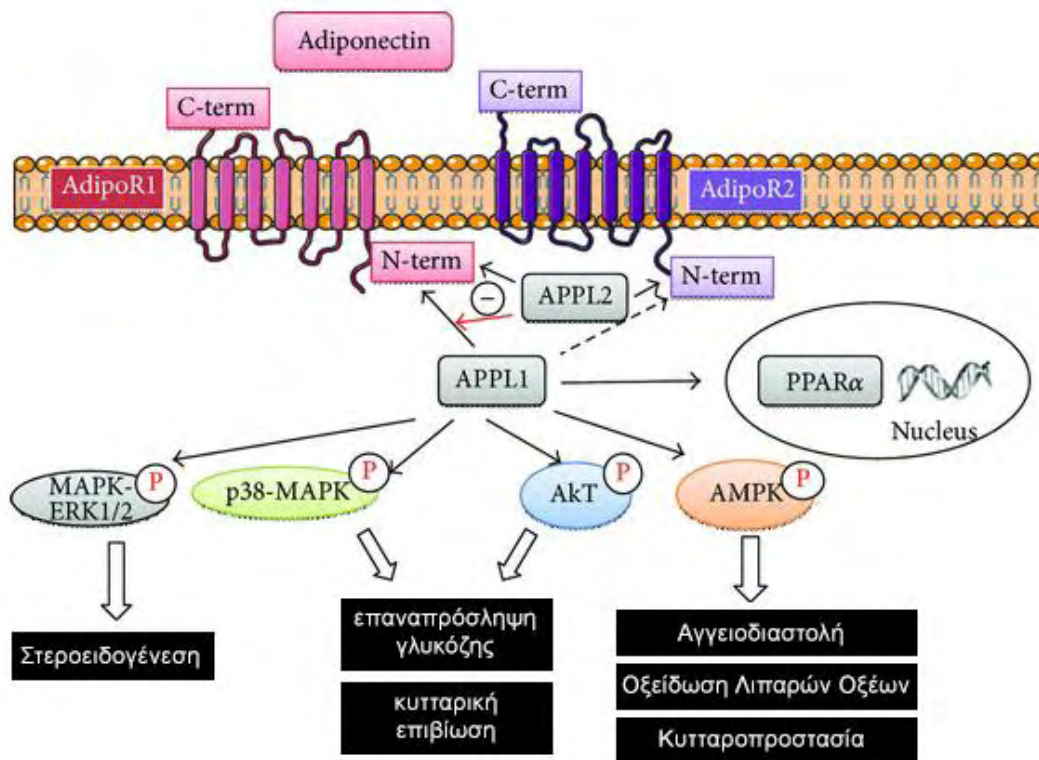 Adiponectin
C-term
C-term
AdipoR1
AdipoR2
N-term
N-term
−
APPL2
APPL1
PPARα
Nucleus
MAPK-
ERK1/2
P
p38-MAPK
P
AkT
P
AMPK
P
Στεροειδογένεση
επαναπρόσληψη
γλυκόζης
κυτταρική
επιβίωση
Αγγειοδιαστολή
Οξείδωση Λιπαρών Οξέων
Κυτταροπροστασία